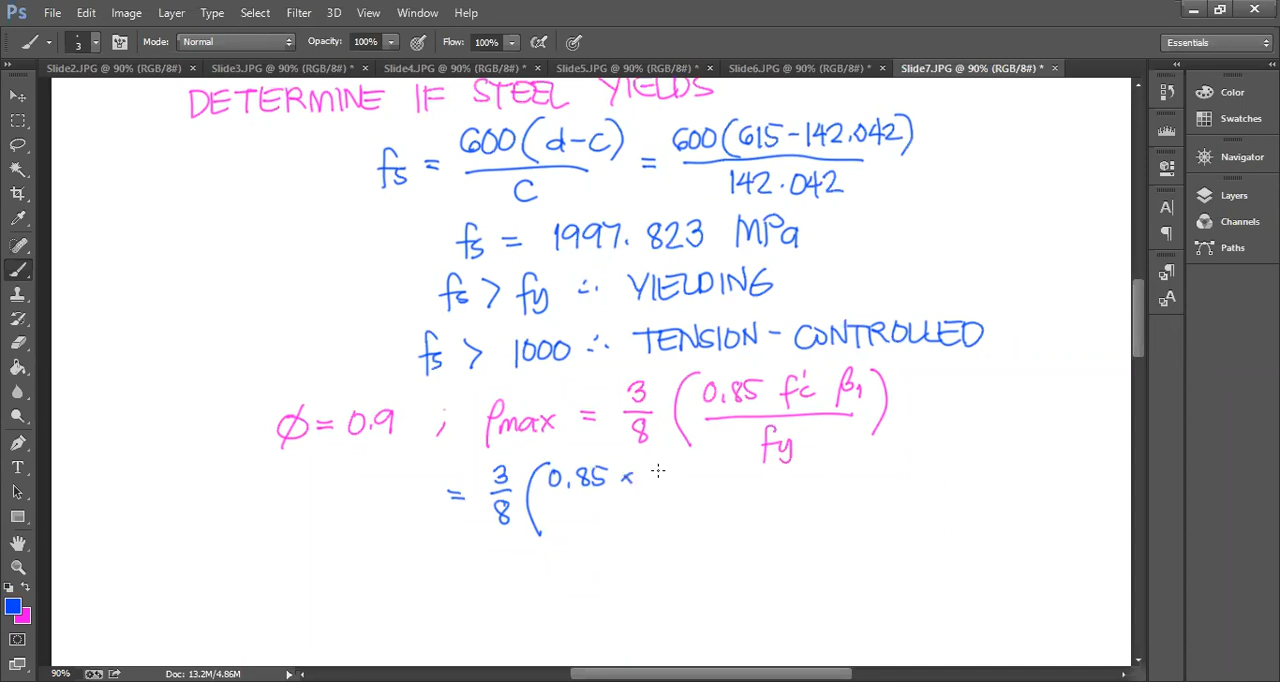 Ps File Edit Image Layer Type Select Filter 3D View Window Help
3 Mode: Normal Opacity: 100% Flow: 100% Essentials
Slide2.JPG @ 90% (RGB/8#) × Slide3.JPG @ 90% (RGB/8#) * × Slide4.JPG @ 90% (RGB/8#) * × Slide5.JPG @ 90% (RGB/8#) * × Slide6.JPG @ 90% (RGB/8#) * × Slide7.JPG @ 90% (RGB/8#) * ×
DETERMINE IF STEEL YIELDS
fs = 600(d-c) / c = 600(615-142.042) / 142.042
fs = 1997.823 MPa
fs > fy ∴ YIELDING
fs > 1000 ∴ TENSION-CONTROLLED
φ = 0.9 ; ρmax = 3/8 (0.85 f'c β1 / fy)
= 3/8 (0.85 ×
Color
Swatches
Navigator
Layers
Channels
Paths
90% Doc: 13.2M/4.86M